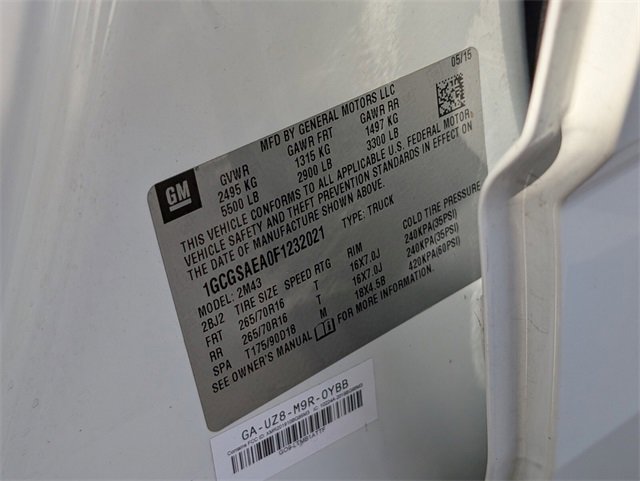 05/15
MFD BY GENERAL MOTORS LLC
GM
GVWR GAWR FRT GAWR RR
2495 KG 1315 KG 1497 KG
5500 LB 2900 LB 3300 LB
THIS VEHICLE CONFORMS TO ALL APPLICABLE U.S. FEDERAL MOTOR
VEHICLE SAFETY AND THEFT PREVENTION STANDARDS IN EFFECT ON
THE DATE OF MANUFACTURE SHOWN ABOVE.
1GCGSAEA0F1232021 TYPE: TRUCK
MODEL: 2M43
2BJ2 TIRE SIZE SPEED RTG RIM COLD TIRE PRESSURE
FRT 265/70R16 T 16X7.0J 240KPA(35PSI)
RR 265/70R16 T 16X7.0J 240KPA(35PSI)
SPA T175/90D18 M 18X4.5B 420KPA(60PSI)
SEE OWNER'S MANUAL FOR MORE INFORMATION.
GA-UZ8-M9R-0YBB